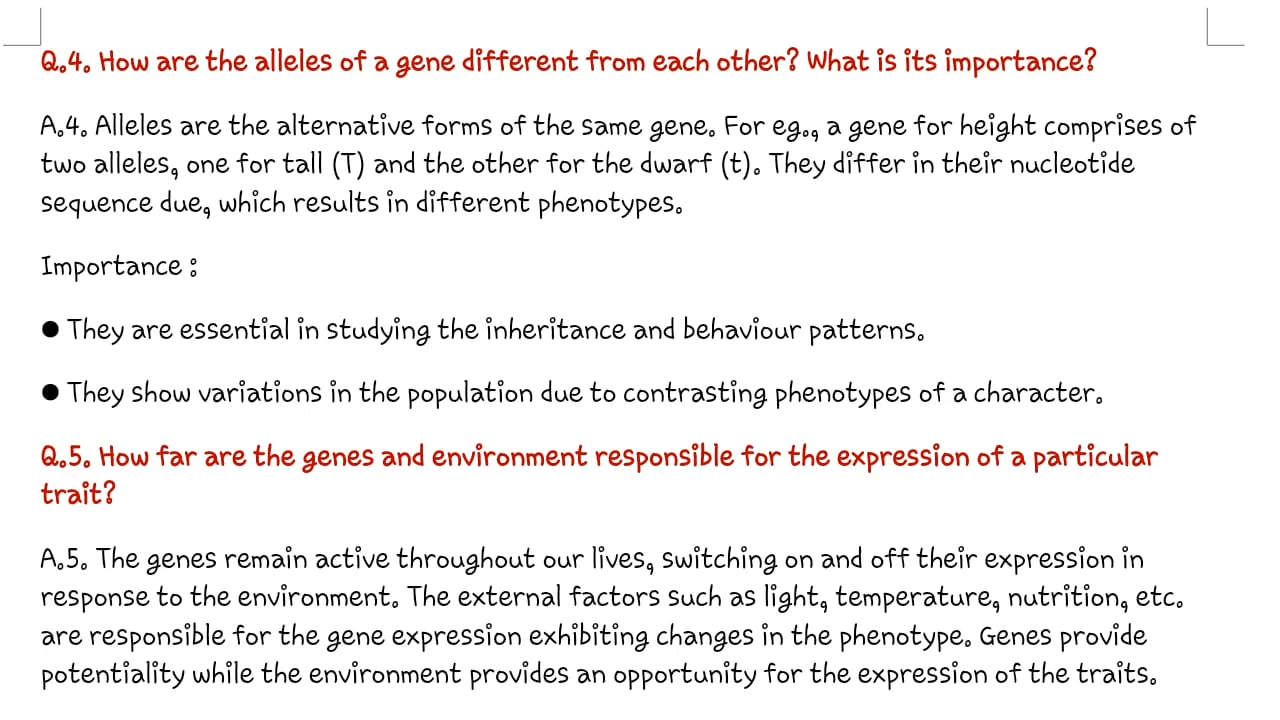 Q.4. How are the alleles of a gene different from each other? What is its importance?
A.4. Alleles are the alternative forms of the same gene. For eg., a gene for height comprises of
two alleles, one for tall (T) and the other for the dwarf (t). They differ in their nucleotide
sequence due, which results in different phenotypes.
Importance :
● They are essential in studying the inheritance and behaviour patterns.
● They show variations in the population due to contrasting phenotypes of a character.
Q.5. How far are the genes and environment responsible for the expression of a particular
trait?
A.5. The genes remain active throughout our lives, switching on and off their expression in
response to the environment. The external factors such as light, temperature, nutrition, etc.
are responsible for the gene expression exhibiting changes in the phenotype. Genes provide
potentiality while the environment provides an opportunity for the expression of the traits.